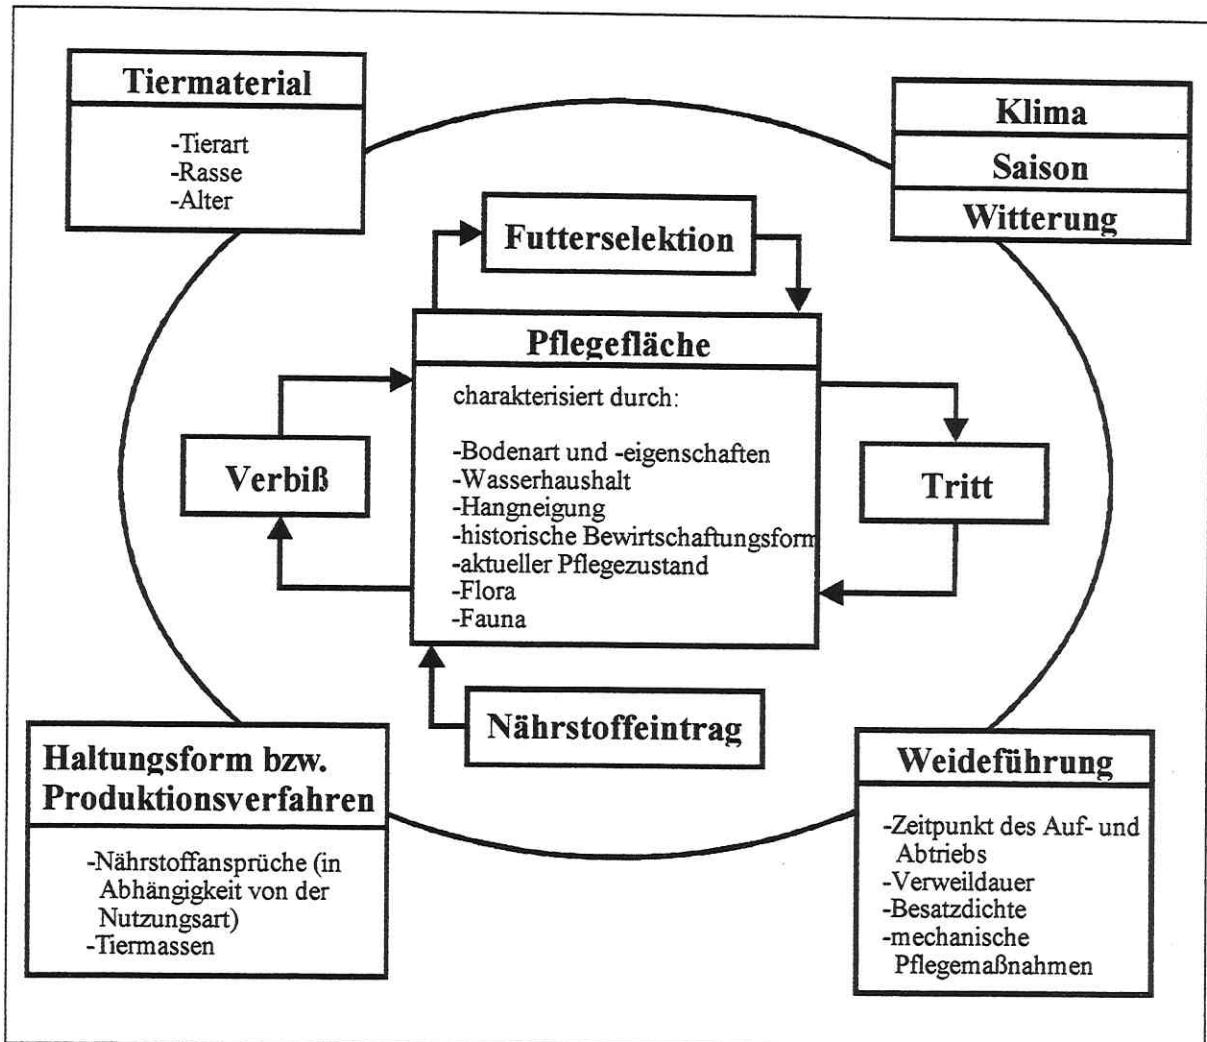 Tiermaterial
-Tierart
-Rasse
-Alter
Klima
Saison
Witterung
Futterselektion
Pflegefläche
charakterisiert durch:
-Bodenart und -eigenschaften
-Wasserhaushalt
-Hangneigung
-historische Bewirtschaftungsform
-aktueller Pflegezustand
-Flora
-Fauna
Verbiß
Tritt
Nährstoffeintrag
Haltungsform bzw.
Produktionsverfahren
-Nährstoffansprüche (in
Abhängigkeit von der
Nutzungsart)
-Tiermassen
Weideführung
-Zeitpunkt des Auf- und
Abtriebs
-Verweildauer
-Besatzdichte
-mechanische
Pflegemaßnahmen